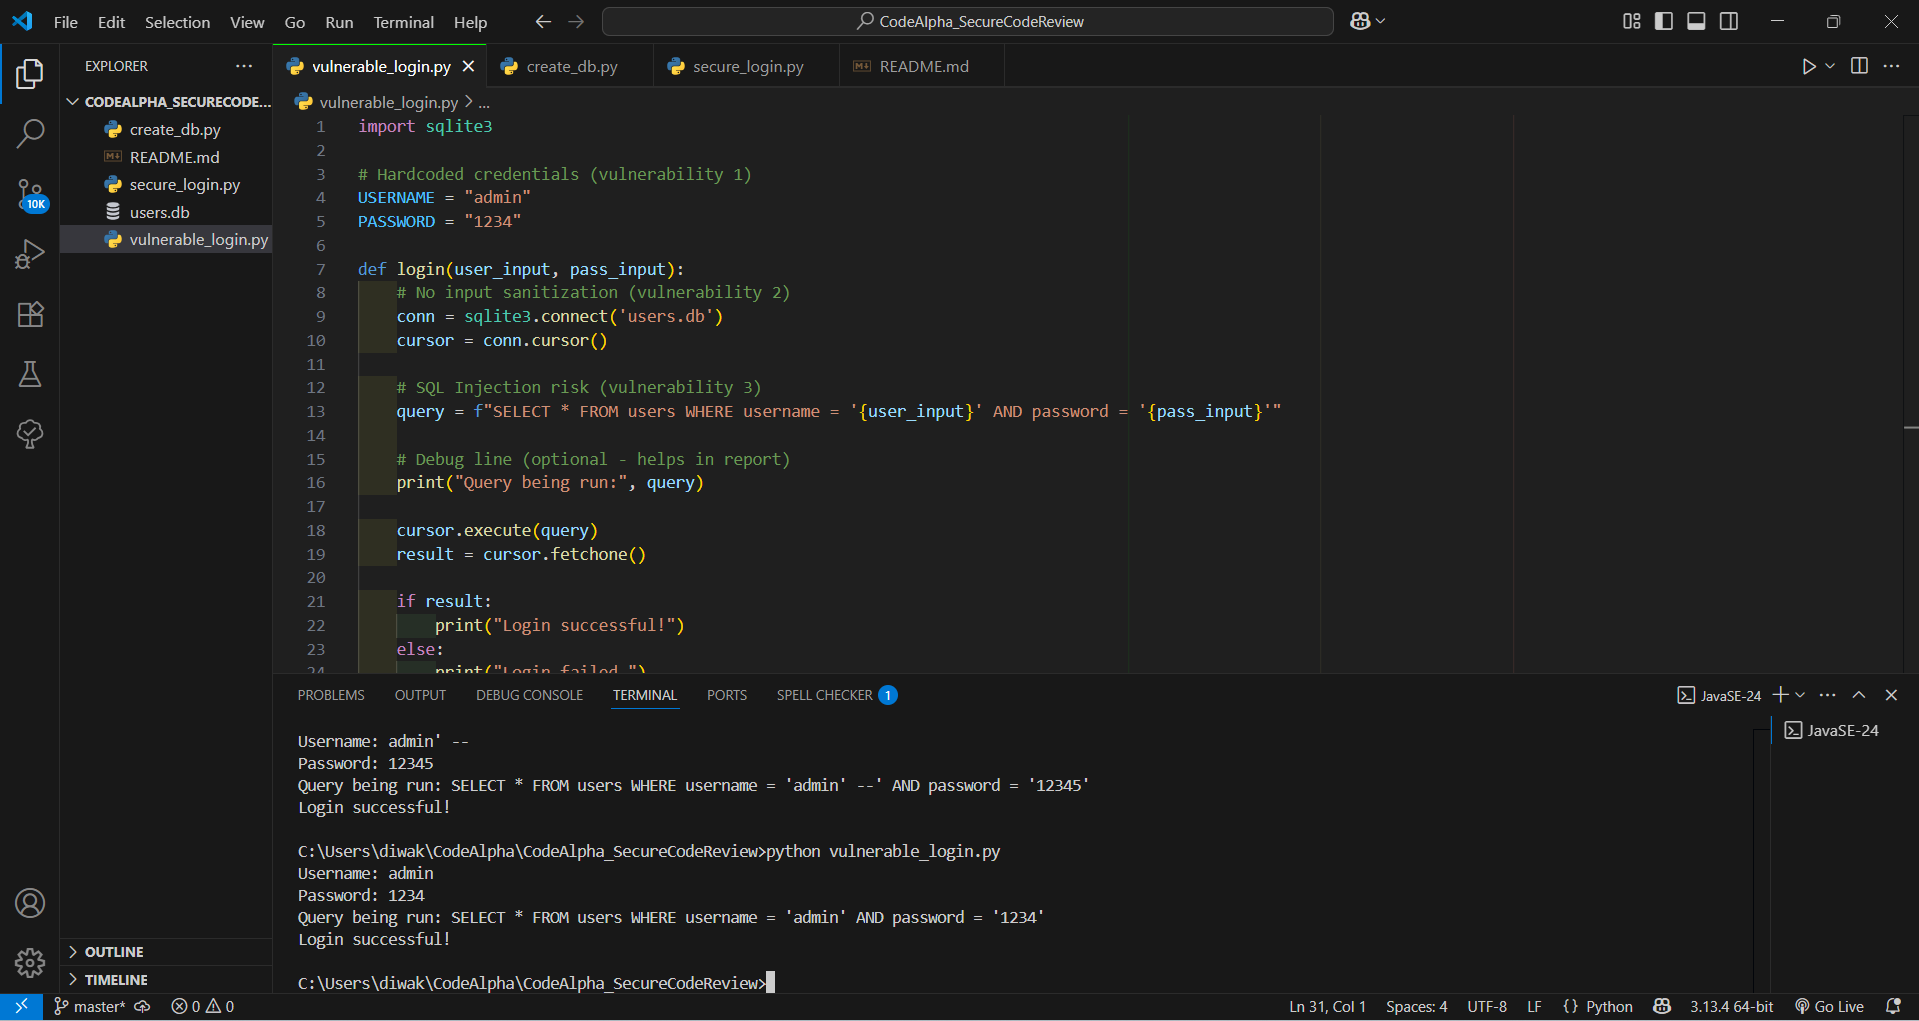 File Edit Selection View Go Run Terminal Help
CodeAlpha_SecureCodeReview
EXPLORER
CODEALPHA_SECURECODE...
create_db.py
README.md
secure_login.py
users.db
vulnerable_login.py
10K
OUTLINE
TIMELINE
vulnerable_login.py create_db.py secure_login.py README.md
vulnerable_login.py > ...
1 import sqlite3
2
3 # Hardcoded credentials (vulnerability 1)
4 USERNAME = "admin"
5 PASSWORD = "1234"
6
7 def login(user_input, pass_input):
8 # No input sanitization (vulnerability 2)
9 conn = sqlite3.connect('users.db')
10 cursor = conn.cursor()
11
12 # SQL Injection risk (vulnerability 3)
13 query = f"SELECT * FROM users WHERE username = '{user_input}' AND password = '{pass_input}'"
14
15 # Debug line (optional - helps in report)
16 print("Query being run:", query)
17
18 cursor.execute(query)
19 result = cursor.fetchone()
20
21 if result:
22 print("Login successful!")
23 else:
24 print("Login failed.")
PROBLEMS OUTPUT DEBUG CONSOLE TERMINAL PORTS SPELL CHECKER 1
JavaSE-24
JavaSE-24
Username: admin' --
Password: 12345
Query being run: SELECT * FROM users WHERE username = 'admin' --' AND password = '12345'
Login successful!
C:\Users\diwak\CodeAlpha\CodeAlpha_SecureCodeReview>python vulnerable_login.py
Username: admin
Password: 1234
Query being run: SELECT * FROM users WHERE username = 'admin' AND password = '1234'
Login successful!
C:\Users\diwak\CodeAlpha\CodeAlpha_SecureCodeReview>
master* 0 0 Ln 31, Col 1 Spaces: 4 UTF-8 LF {} Python 3.13.4 64-bit Go Live